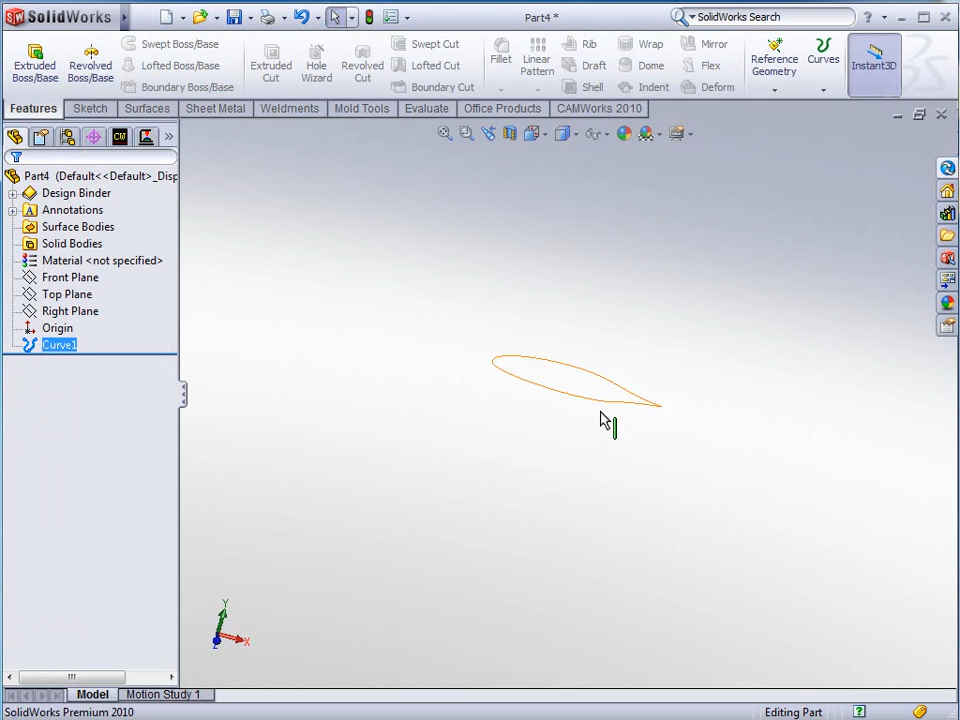 SolidWorks
Part4 *
SolidWorks Search
Extruded Boss/Base
Revolved Boss/Base
Swept Boss/Base
Lofted Boss/Base
Boundary Boss/Base
Extruded Cut
Hole Wizard
Revolved Cut
Swept Cut
Lofted Cut
Boundary Cut
Fillet
Linear Pattern
Rib
Draft
Shell
Wrap
Dome
Indent
Mirror
Flex
Deform
Reference Geometry
Curves
Instant3D
Features
Sketch
Surfaces
Sheet Metal
Weldments
Mold Tools
Evaluate
Office Products
CAMWorks 2010
CW
Part4 (Default<<Default>_Disp
Design Binder
Annotations
Surface Bodies
Solid Bodies
Material <not specified>
Front Plane
Top Plane
Right Plane
Origin
Curve1
Y
X
Z
Model
Motion Study 1
SolidWorks Premium 2010
Editing Part